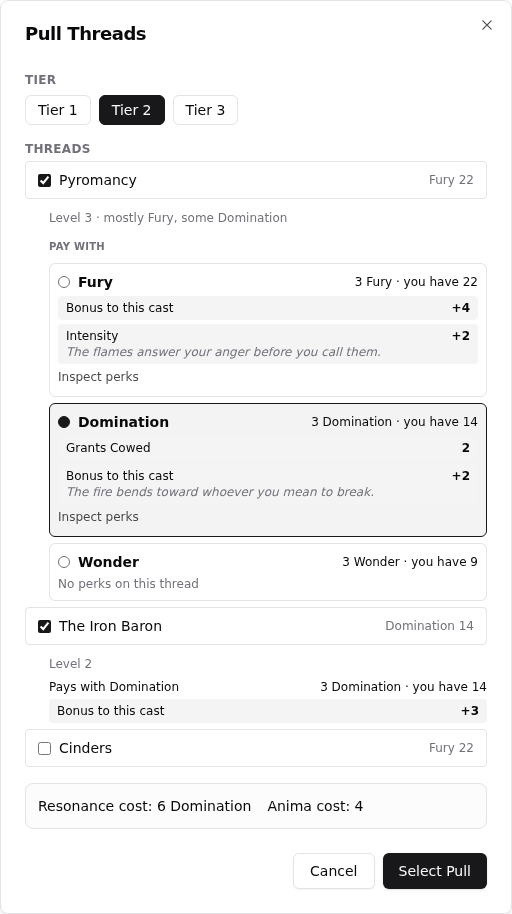 Pull Threads
TIER
Tier 1
Tier 2
Tier 3
THREADS
Pyromancy
Fury 22
Level 3 · mostly Fury, some Domination
PAY WITH
Fury
3 Fury · you have 22
Bonus to this cast
+4
Intensity
+2
The flames answer your anger before you call them.
Inspect perks
Domination
3 Domination · you have 14
Grants Cowed
2
Bonus to this cast
+2
The fire bends toward whoever you mean to break.
Inspect perks
Wonder
3 Wonder · you have 9
No perks on this thread
The Iron Baron
Domination 14
Level 2
Pays with Domination
3 Domination · you have 14
Bonus to this cast
+3
Cinders
Fury 22
Resonance cost: 6 Domination
Anima cost: 4
Cancel
Select Pull